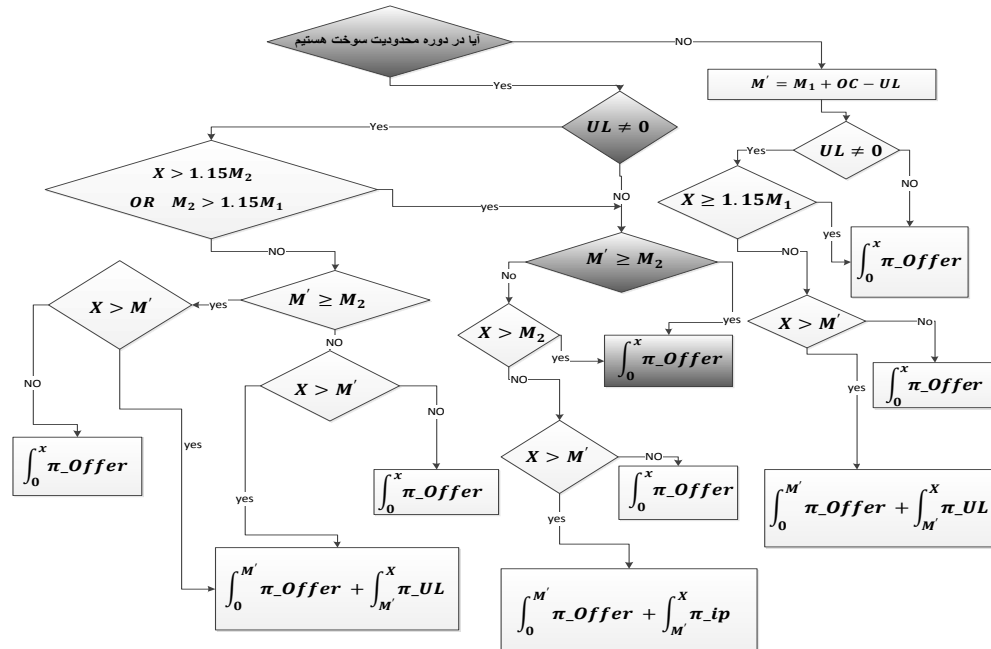 آیا در دوره محدودیت سوخت هستیم
NO
M′ = M₁ + OC − UL
Yes
UL ≠ 0
Yes
UL ≠ 0
Yes
NO
X > 1.15M₂
OR M₂ > 1.15M₁
yes
NO
X ≥ 1.15M₁
yes
∫₀ˣ π_Offer
NO
M′ ≥ M₂
No
yes
NO
X > M′
yes
M′ ≥ M₂
X > M₂
yes
∫₀ˣ π_Offer
X > M′
No
NO
X > M′
NO
NO
∫₀ˣ π_Offer
yes
NO
yes
∫₀ˣ π_Offer
X > M′
NO
∫₀ˣ π_Offer
∫₀ˣ π_Offer
yes
yes
∫₀^M′ π_Offer + ∫_M′^X π_UL
∫₀^M′ π_Offer + ∫_M′^X π_UL
∫₀^M′ π_Offer + ∫_M′^X π_ip